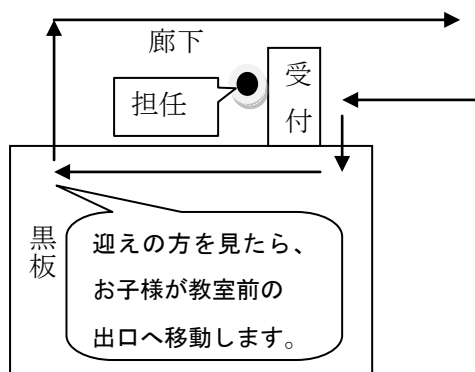 廊下
受付
担任
黒板
迎えの方を見たら、
お子様が教室前の
出口へ移動します。